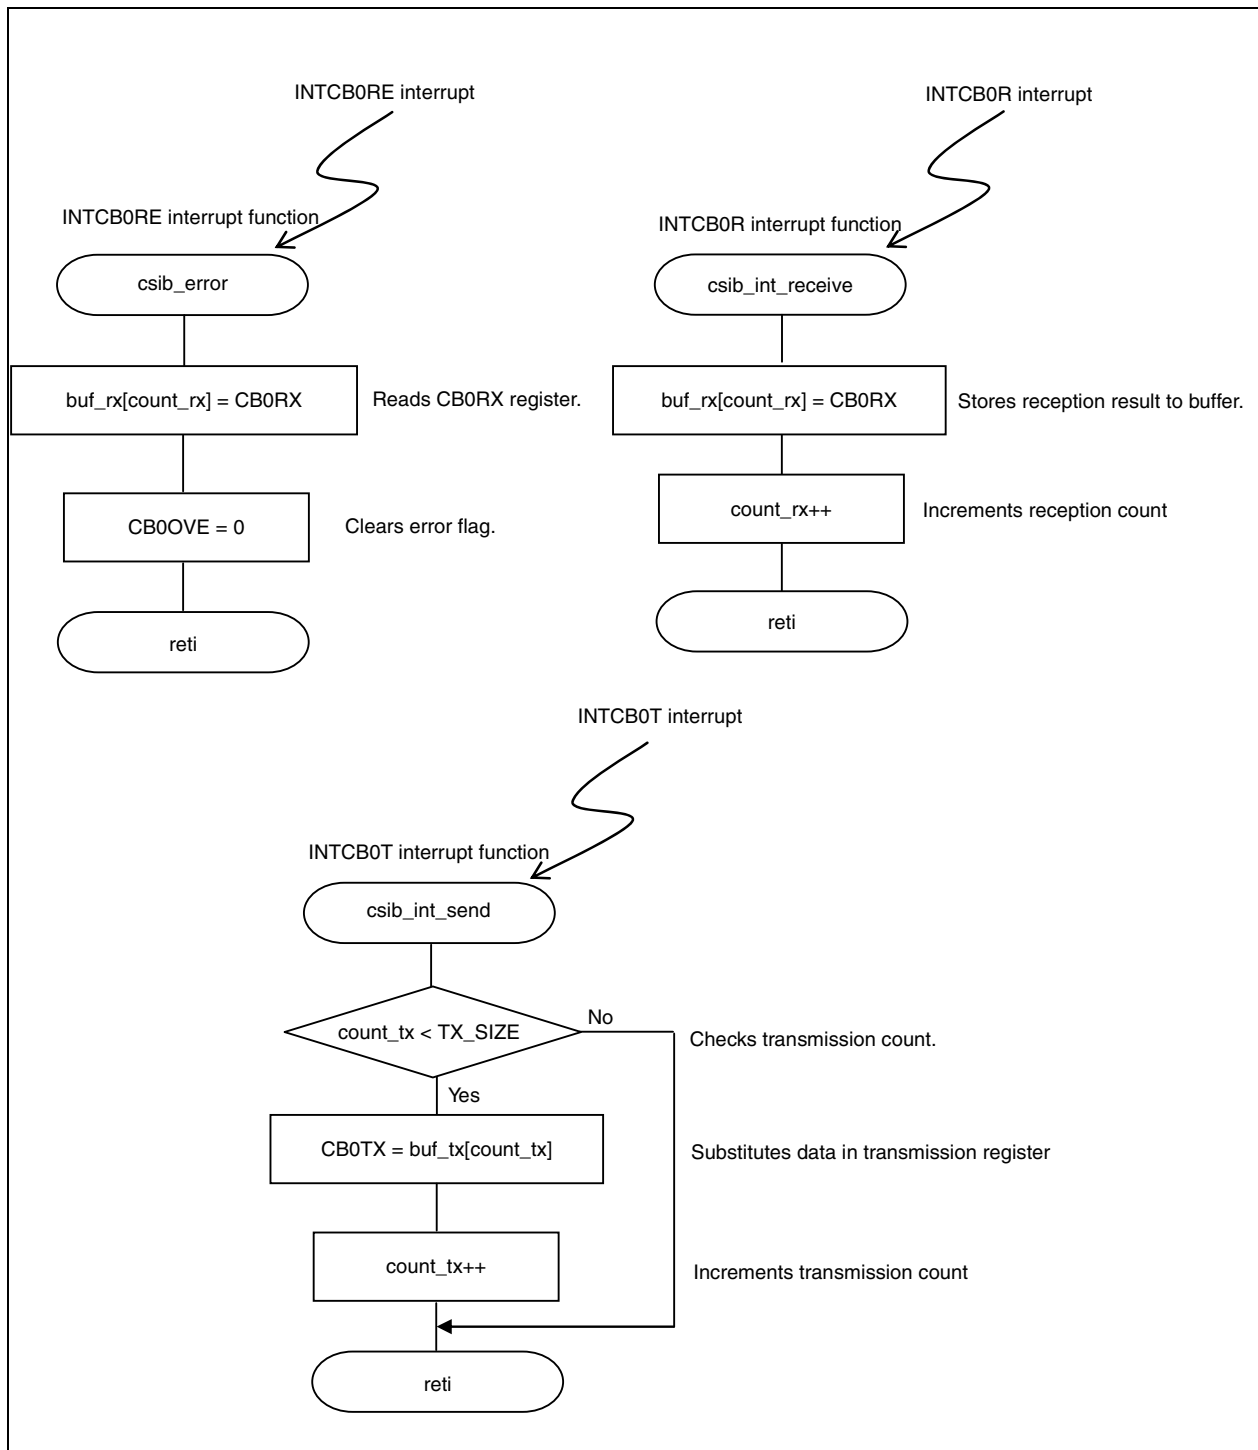 INTCB0RE interrupt
INTCB0RE interrupt function
csib_error
buf_rx[count_rx] = CB0RX
Reads CB0RX register.
CB0OVE = 0
Clears error flag.
reti
INTCB0R interrupt
INTCB0R interrupt function
csib_int_receive
buf_rx[count_rx] = CB0RX
Stores reception result to buffer.
count_rx++
Increments reception count
reti
INTCB0T interrupt
INTCB0T interrupt function
csib_int_send
count_tx < TX_SIZE
No
Checks transmission count.
Yes
CB0TX = buf_tx[count_tx]
Substitutes data in transmission register
count_tx++
Increments transmission count
reti